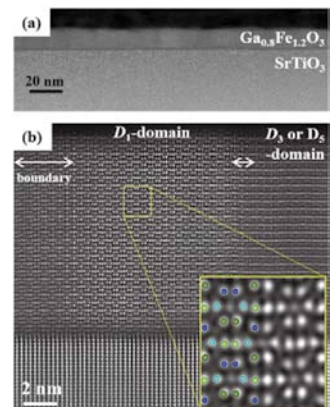 (a)
Ga0.8Fe1.2O3
SrTiO3
20 nm
(b)
D1-domain
D3 or D5
-domain
boundary
2 nm